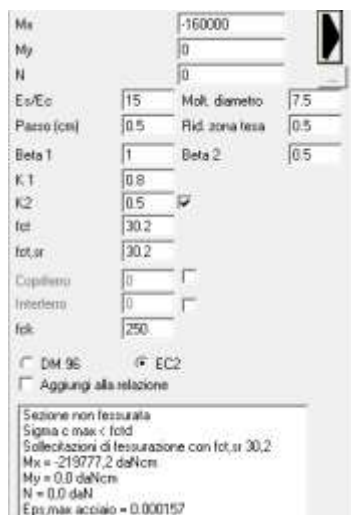 Mx -160000
My 0
N 0
Es/Ec 15 Molt. diametro 7.5
Passo (cm) 0.5 Rid. zona tesa 0.5
Beta 1 1 Beta 2 0.5
K1 0.8
K2 0.5
fct 30.2
fct,sr 30.2
Copriferro 0
Interferro 0
fck 250.
DM 96 EC2
Aggiungi alla relazione
Sezione non fessurata
Sigma c max < fctd
Sollecitazioni di fessurazione con fct,sr 30,2
Mx = -219777,2 daNcm
My = 0,0 daNcm
N = 0,0 daN
Eps,max acciaio = 0.000157